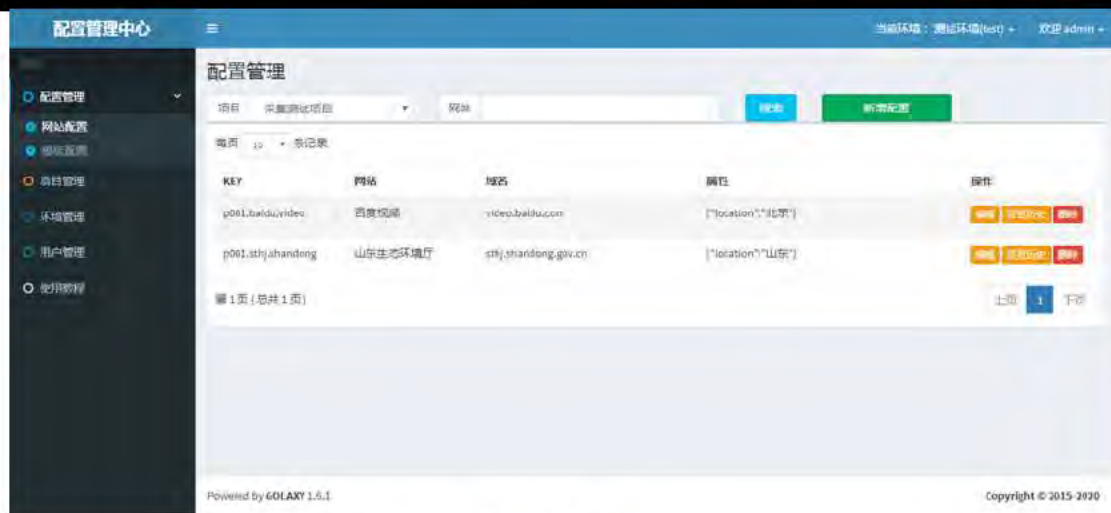 配置管理中心
当前环境：测试环境(test) 欢迎 admin
配置管理
配置管理
项目 采集测试项目 网站 搜索 新增配置
网站配置
模板配置
每页 10 条记录
项目管理
KEY 网站 域名 属性 操作
环境管理
p001.baidu.video 百度视频 video.baidu.com {"location":"北京"} 编辑 变更历史 删除
用户管理
p001.sthj.shandong 山东生态环境厅 sthj.shandong.gov.cn {"location":"山东"} 编辑 变更历史 删除
使用教程
第 1 页 ( 总共 1 页) 上页 1 下页
Powered by GOLAXY 1.6.1
Copyright © 2015-2020